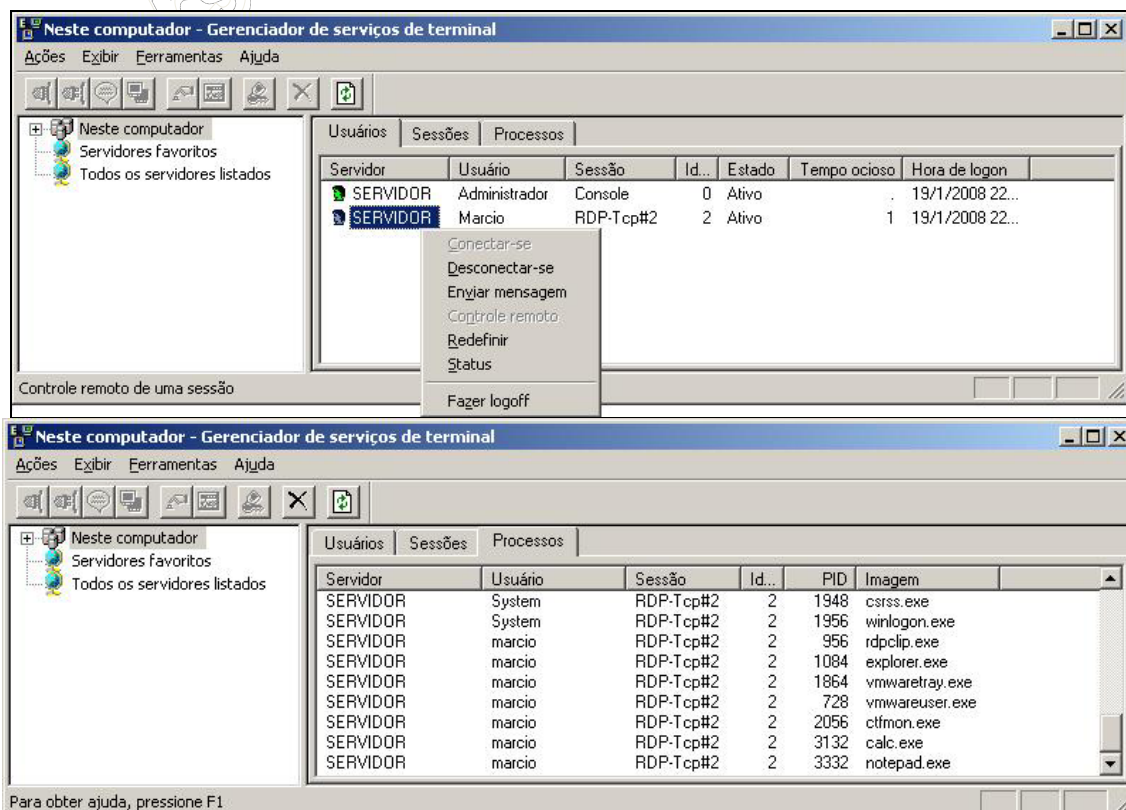 Neste computador - Gerenciador de serviços de terminal
Ações Exibir Ferramentas Ajuda
Neste computador
Servidores favoritos
Todos os servidores listados
Usuários Sessões Processos
Servidor Usuário Sessão Id... Estado Tempo ocioso Hora de logon
SERVIDOR Administrador Console 0 Ativo . 19/1/2008 22...
SERVIDOR Marcio RDP-Tcp#2 2 Ativo 1 19/1/2008 22...
Conectar-se
Desconectar-se
Enviar mensagem
Controle remoto
Redefinir
Status
Fazer logoff
Controle remoto de uma sessão
Neste computador - Gerenciador de serviços de terminal
Ações Exibir Ferramentas Ajuda
Neste computador
Servidores favoritos
Todos os servidores listados
Usuários Sessões Processos
Servidor Usuário Sessão Id... PID Imagem
SERVIDOR System RDP-Tcp#2 2 1948 csrss.exe
SERVIDOR System RDP-Tcp#2 2 1956 winlogon.exe
SERVIDOR marcio RDP-Tcp#2 2 956 rdpclip.exe
SERVIDOR marcio RDP-Tcp#2 2 1084 explorer.exe
SERVIDOR marcio RDP-Tcp#2 2 1864 vmwaretray.exe
SERVIDOR marcio RDP-Tcp#2 2 728 vmwareuser.exe
SERVIDOR marcio RDP-Tcp#2 2 2056 ctfmon.exe
SERVIDOR marcio RDP-Tcp#2 2 3132 calc.exe
SERVIDOR marcio RDP-Tcp#2 2 3332 notepad.exe
Para obter ajuda, pressione F1